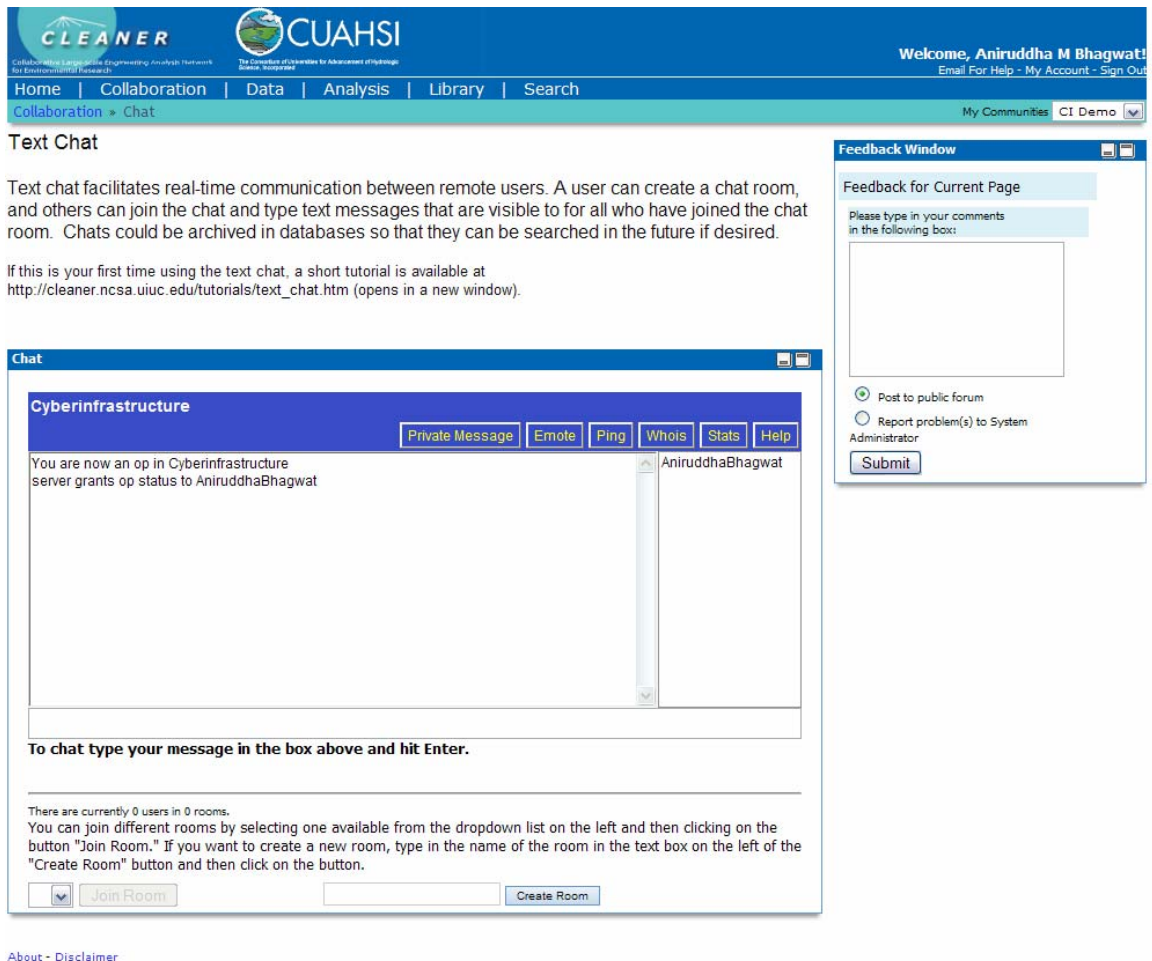 CLEANER
Collaborative Large-scale Engineering Analysis Network
for Environmental Research
CUAHSI
The Consortium of Universities for Advancement of Hydrologic
Science, Incorporated
Welcome, Aniruddha M Bhagwat!
Email For Help - My Account - Sign Out
Home | Collaboration | Data | Analysis | Library | Search
Collaboration » Chat
My Communities CI Demo
Text Chat
Text chat facilitates real-time communication between remote users. A user can create a chat room,
and others can join the chat and type text messages that are visible to for all who have joined the chat
room. Chats could be archived in databases so that they can be searched in the future if desired.
If this is your first time using the text chat, a short tutorial is available at
http://cleaner.ncsa.uiuc.edu/tutorials/text_chat.htm (opens in a new window).
Feedback Window
Feedback for Current Page
Please type in your comments
in the following box:
Post to public forum
Report problem(s) to System
Administrator
Submit
Chat
Cyberinfrastructure
Private Message Emote Ping Whois Stats Help
You are now an op in Cyberinfrastructure
server grants op status to AniruddhaBhagwat
AniruddhaBhagwat
To chat type your message in the box above and hit Enter.
There are currently 0 users in 0 rooms.
You can join different rooms by selecting one available from the dropdown list on the left and then clicking on the
button "Join Room." If you want to create a new room, type in the name of the room in the text box on the left of the
"Create Room" button and then click on the button.
Join Room Create Room
About - Disclaimer